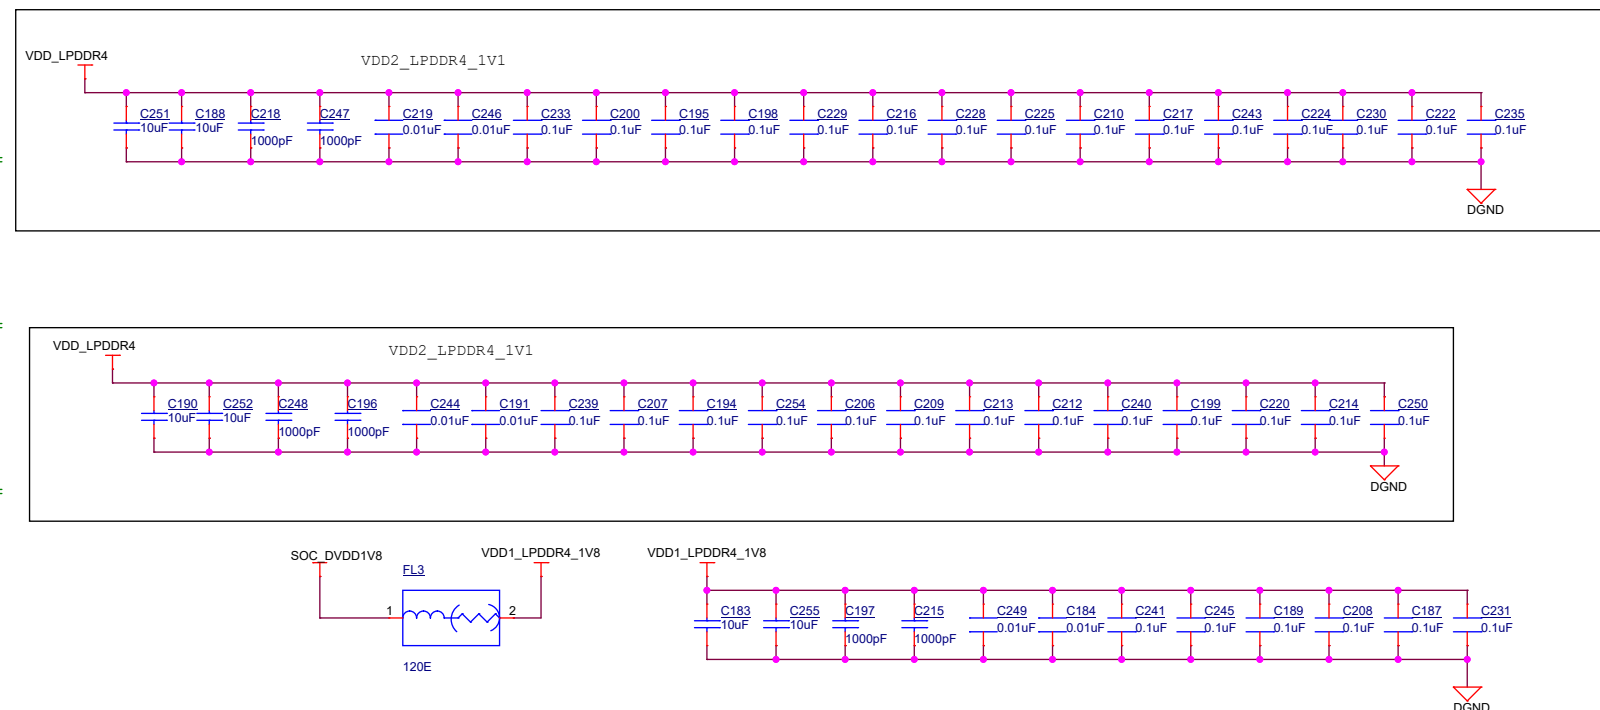 VDD_LPDDR4
VDD2_LPDDR4_1V1
C251 C188 C218 C247 C219 C246 C233 C200 C195 C198 C229 C216 C228 C225 C210 C217 C243 C224 C230 C222 C235
10uF 10uF 1000pF 1000pF 0.01uF 0.01uF 0.1uF 0.1uF 0.1uF 0.1uF 0.1uF 0.1uF 0.1uF 0.1uF 0.1uF 0.1uF 0.1uF 0.1uF 0.1uF 0.1uF 0.1uF
DGND
VDD_LPDDR4
VDD2_LPDDR4_1V1
C190 C252 C248 C196 C244 C191 C239 C207 C194 C254 C206 C209 C213 C212 C240 C199 C220 C214 C250
10uF 10uF 1000pF 1000pF 0.01uF 0.01uF 0.1uF 0.1uF 0.1uF 0.1uF 0.1uF 0.1uF 0.1uF 0.1uF 0.1uF 0.1uF 0.1uF 0.1uF 0.1uF
DGND
SOC_DVDD1V8
FL3
VDD1_LPDDR4_1V8
1 2
120E
VDD1_LPDDR4_1V8
C183 C255 C197 C215 C249 C184 C241 C245 C189 C208 C187 C231
10uF 10uF 1000pF 1000pF 0.01uF 0.01uF 0.1uF 0.1uF 0.1uF 0.1uF 0.1uF 0.1uF
DGND